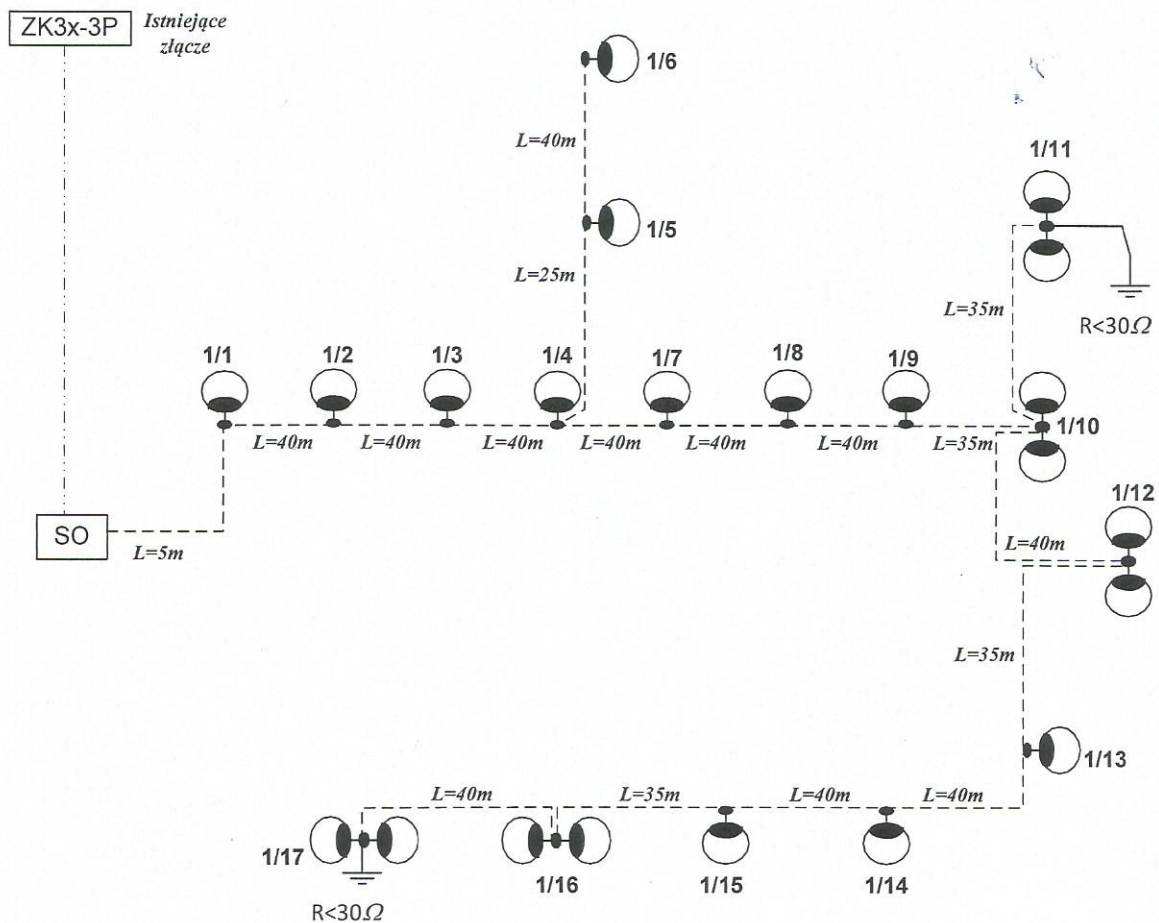 ZK3x-3P
Istniejące
złącze
1/6
L=40m
1/5
L=25m
1/11
L=35m
R<30Ω
1/1
1/2
1/3
1/4
1/7
1/8
1/9
L=40m
L=40m
L=40m
L=40m
L=40m
L=40m
L=35m
1/10
1/12
SO
L=5m
L=40m
L=35m
1/13
L=40m
L=35m
L=40m
L=40m
1/17
1/16
1/15
1/14
R<30Ω